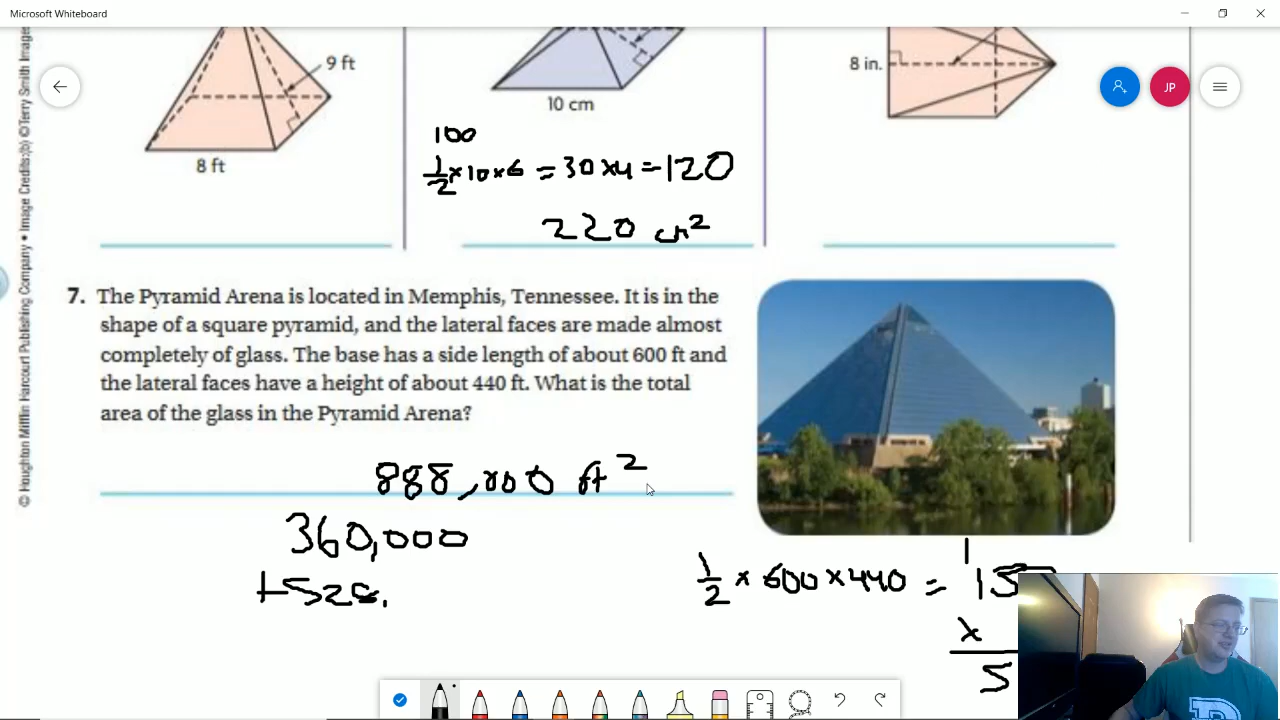 Microsoft Whiteboard
© Houghton Mifflin Harcourt Publishing Company • Image Credits:(b) ©Terry Smith Images
9 ft
8 ft
10 cm
8 in.
JP
100
1/2 × 10 × 6 = 30 × 4 = 120
220 cm²
7. The Pyramid Arena is located in Memphis, Tennessee. It is in the
shape of a square pyramid, and the lateral faces are made almost
completely of glass. The base has a side length of about 600 ft and
the lateral faces have a height of about 440 ft. What is the total
area of the glass in the Pyramid Arena?
888,000 ft²
360,000
+528,
1/2 × 600 × 440 =
1
×
5